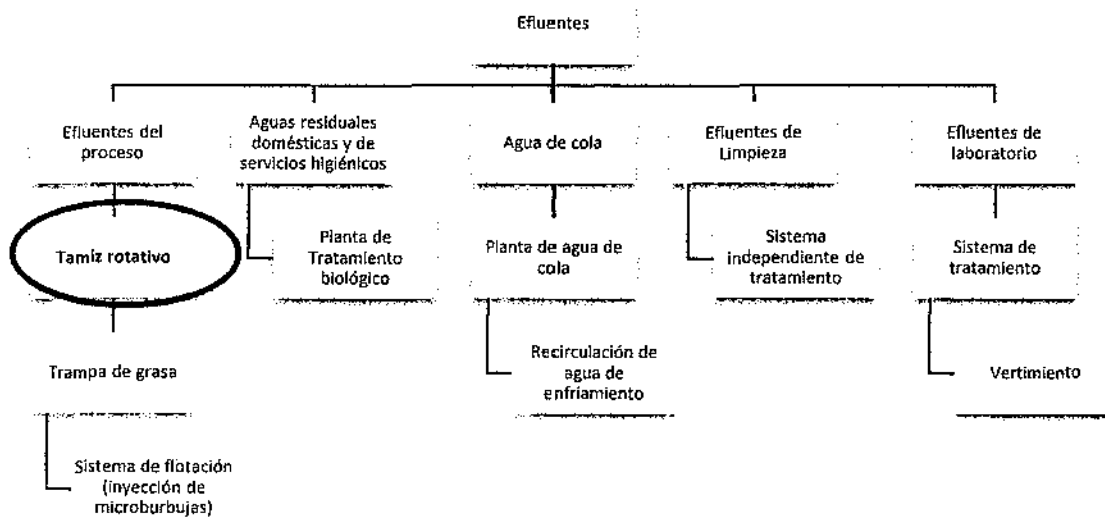 Efluentes
Efluentes del
proceso
Aguas residuales
domésticas y de
servicios higiénicos
Agua de cola
Efluentes de
Limpieza
Efluentes de
laboratorio
Tamiz rotativo
Planta de
Tratamiento
biológico
Planta de agua de
cola
Sistema
independiente de
tratamiento
Sistema de
tratamiento
Trampa de grasa
Recirculación de
agua de
enfriamiento
Vertimiento
Sistema de flotación
(inyección de
microburbujas)